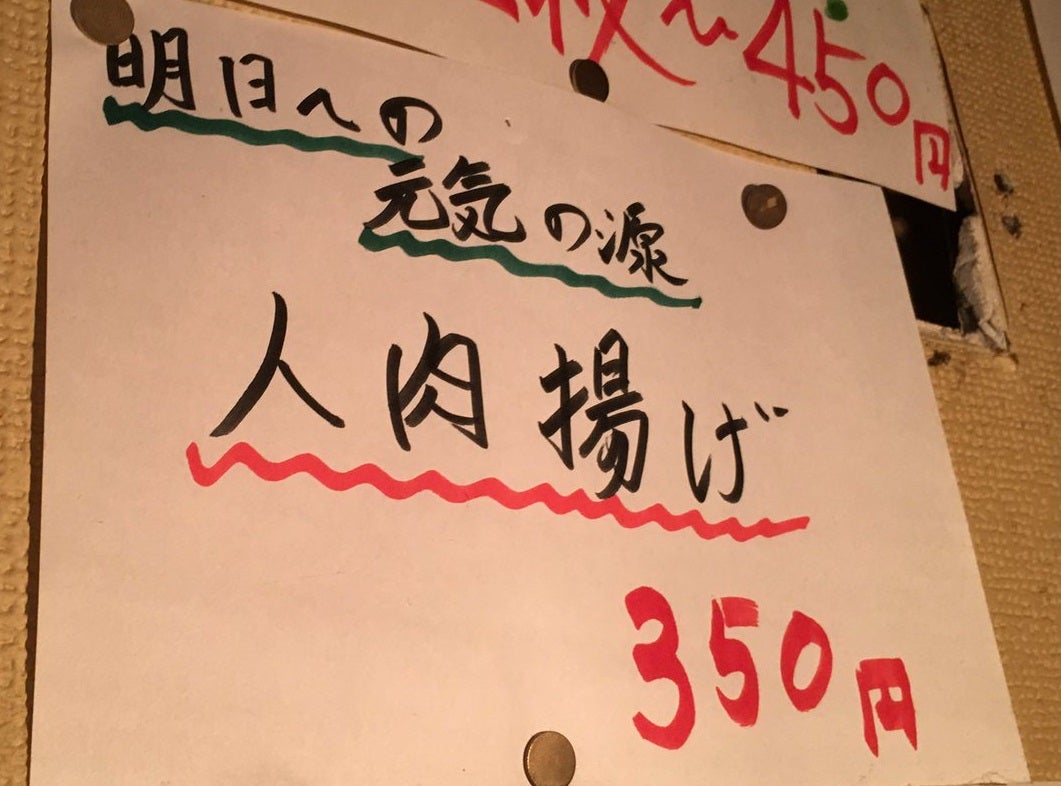 450円
明日への
元気の源
人肉揚げ
350円